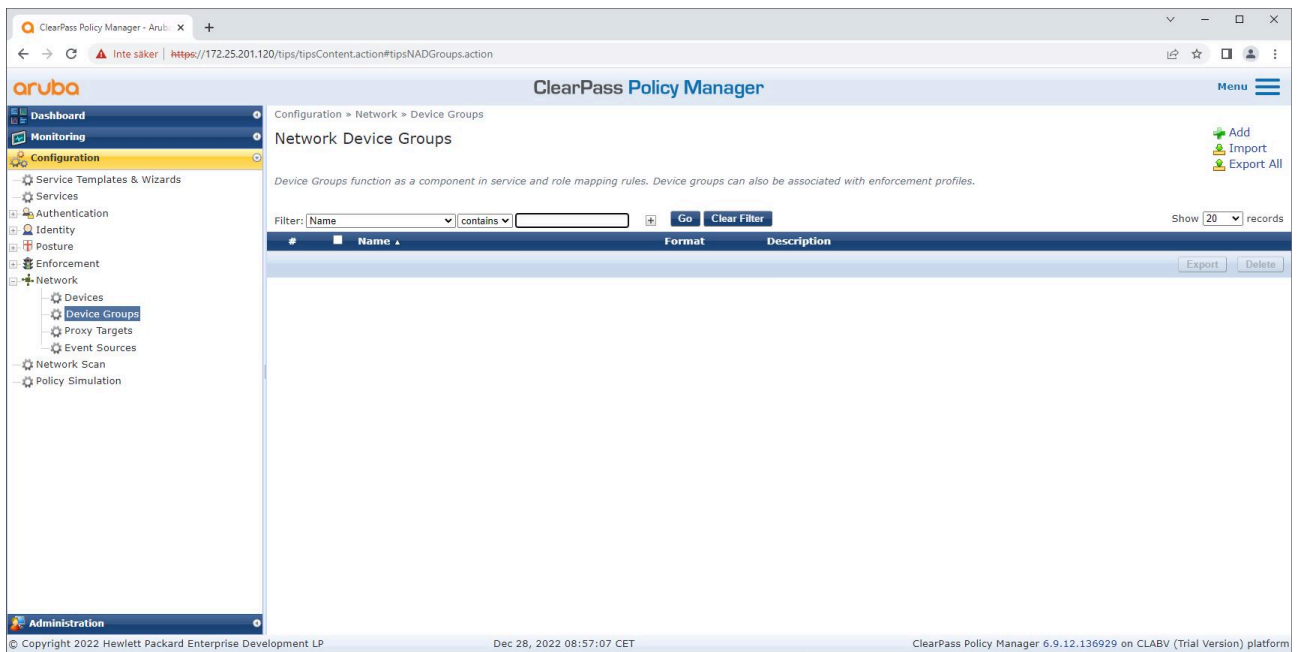 ClearPass Policy Manager - Arub
Inte säker | https://172.25.201.120/tips/tipsContent.action#tipsNADGroups.action
aruba
ClearPass Policy Manager
Menu
Dashboard
Monitoring
Configuration
Service Templates & Wizards
Services
Authentication
Identity
Posture
Enforcement
Network
Devices
Device Groups
Proxy Targets
Event Sources
Network Scan
Policy Simulation
Administration
Configuration » Network » Device Groups
Network Device Groups
Add
Import
Export All
Device Groups function as a component in service and role mapping rules. Device groups can also be associated with enforcement profiles.
Filter: Name contains Go Clear Filter Show 20 records
# Name Format Description
Export Delete
© Copyright 2022 Hewlett Packard Enterprise Development LP Dec 28, 2022 08:57:07 CET ClearPass Policy Manager 6.9.12.136929 on CLABV (Trial Version) platform